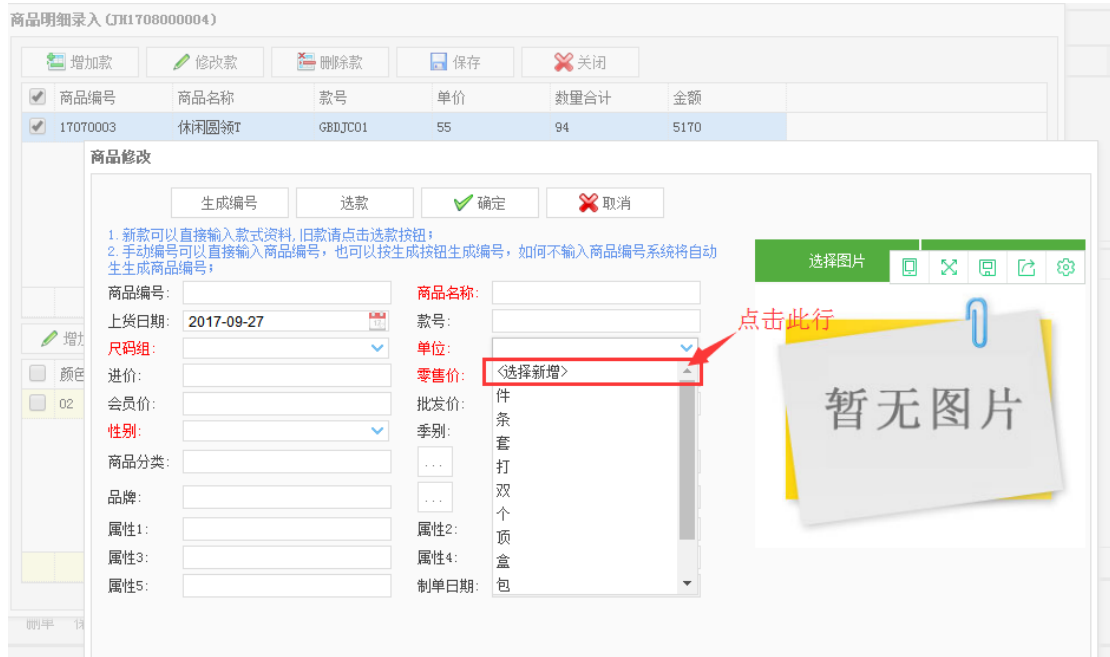 商品明细录入(JH1708000004)
增加款 修改款 删除款 保存 关闭
商品编号 商品名称 款号 单价 数量合计 金额
17070003 休闲圆领T GBDJC01 55 94 5170
商品修改
生成编号 选款 确定 取消
1.新款可以直接输入款式资料,旧款请点击选款按钮;
2.手动编号可以直接输入商品编号,也可以按生成按钮生成编号,如何不输入商品编号系统将自动
生生成商品编号;
选择图片
商品编号: 商品名称:
上货日期: 2017-09-27 款号:
点击此行
尺码组: 单位:
进价: 零售价: <选择新增>
会员价: 批发价: 件
条
性别: 季别:
套
商品分类: ... 打
双
品牌: ...
个
属性1: 属性2: 顶
属性3: 属性4: 盒
属性5: 制单日期: 包
暂无图片
增
颜色
02